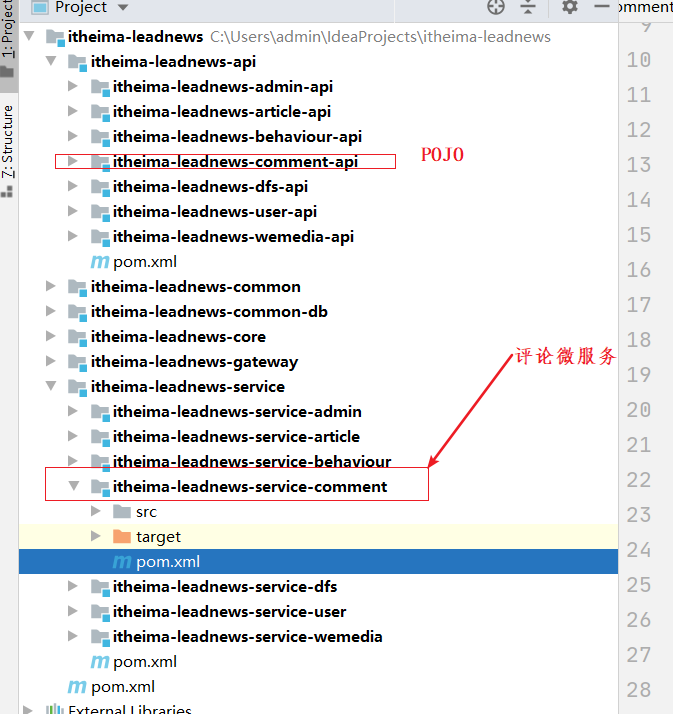 Project
omment
1: Project
7: Structure
itheima-leadnews C:\Users\admin\IdeaProjects\itheima-leadnews
itheima-leadnews-api
itheima-leadnews-admin-api
itheima-leadnews-article-api
itheima-leadnews-behaviour-api
itheima-leadnews-comment-api
POJO
itheima-leadnews-dfs-api
itheima-leadnews-user-api
itheima-leadnews-wemedia-api
pom.xml
itheima-leadnews-common
itheima-leadnews-common-db
itheima-leadnews-core
itheima-leadnews-gateway
评论微服务
itheima-leadnews-service
itheima-leadnews-service-admin
itheima-leadnews-service-article
itheima-leadnews-service-behaviour
itheima-leadnews-service-comment
src
target
pom.xml
itheima-leadnews-service-dfs
itheima-leadnews-service-user
itheima-leadnews-service-wemedia
pom.xml
pom.xml
External Libraries
9
10
11
12
13
14
15
16
17
18
19
20
21
22
23
24
25
26
27
28